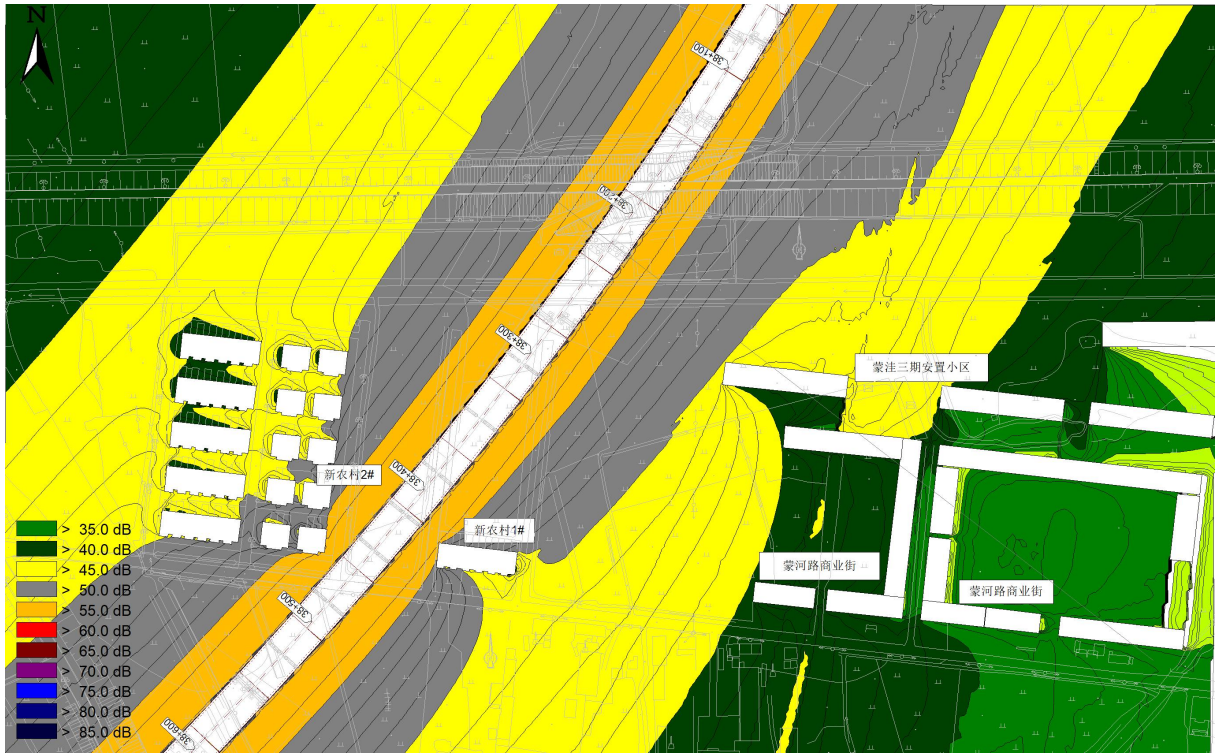 N
38+100
38+200
38+300
蒙洼三期安置小区
38+400
新农村2#
新农村1#
蒙河路商业街
蒙河路商业街
38+500
38+600
> 35.0 dB
> 40.0 dB
> 45.0 dB
> 50.0 dB
> 55.0 dB
> 60.0 dB
> 65.0 dB
> 70.0 dB
> 75.0 dB
> 80.0 dB
> 85.0 dB